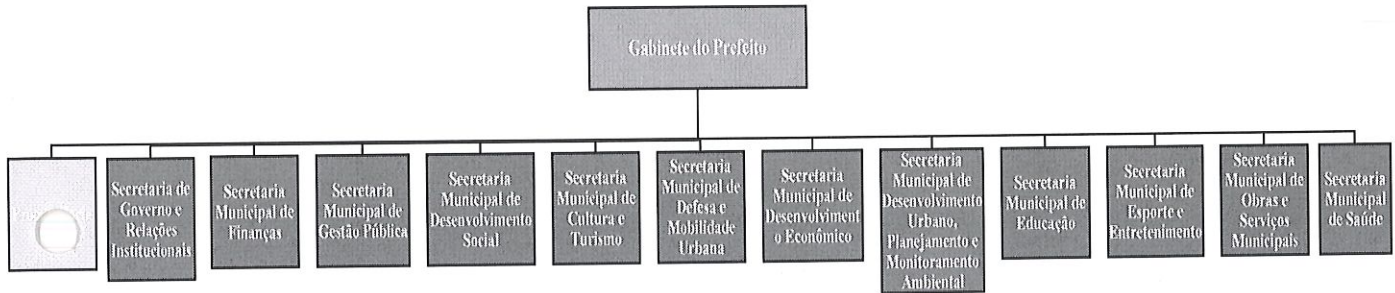 Gabinete do Prefeito
Secretaria de
Governo e
Relações
Institucionais
Secretaria
Municipal de
Finanças
Secretaria
Municipal de
Gestão Pública
Secretaria
Municipal de
Desenvolvimento
Social
Secretaria
Municipal de
Cultura e
Turismo
Secretaria
Municipal de
Defesa e
Mobilidade
Urbana
Secretaria
Municipal de
Desenvolviment
o Econômico
Secretaria
Municipal de
Desenvolvimento
Urbano,
Planejamento e
Monitoramento
Ambiental
Secretaria
Municipal de
Educação
Secretaria
Municipal de
Esporte e
Entretenimento
Secretaria
Municipal de
Obras e
Serviços
Municipais
Secretaria
Municipal
de Saúde